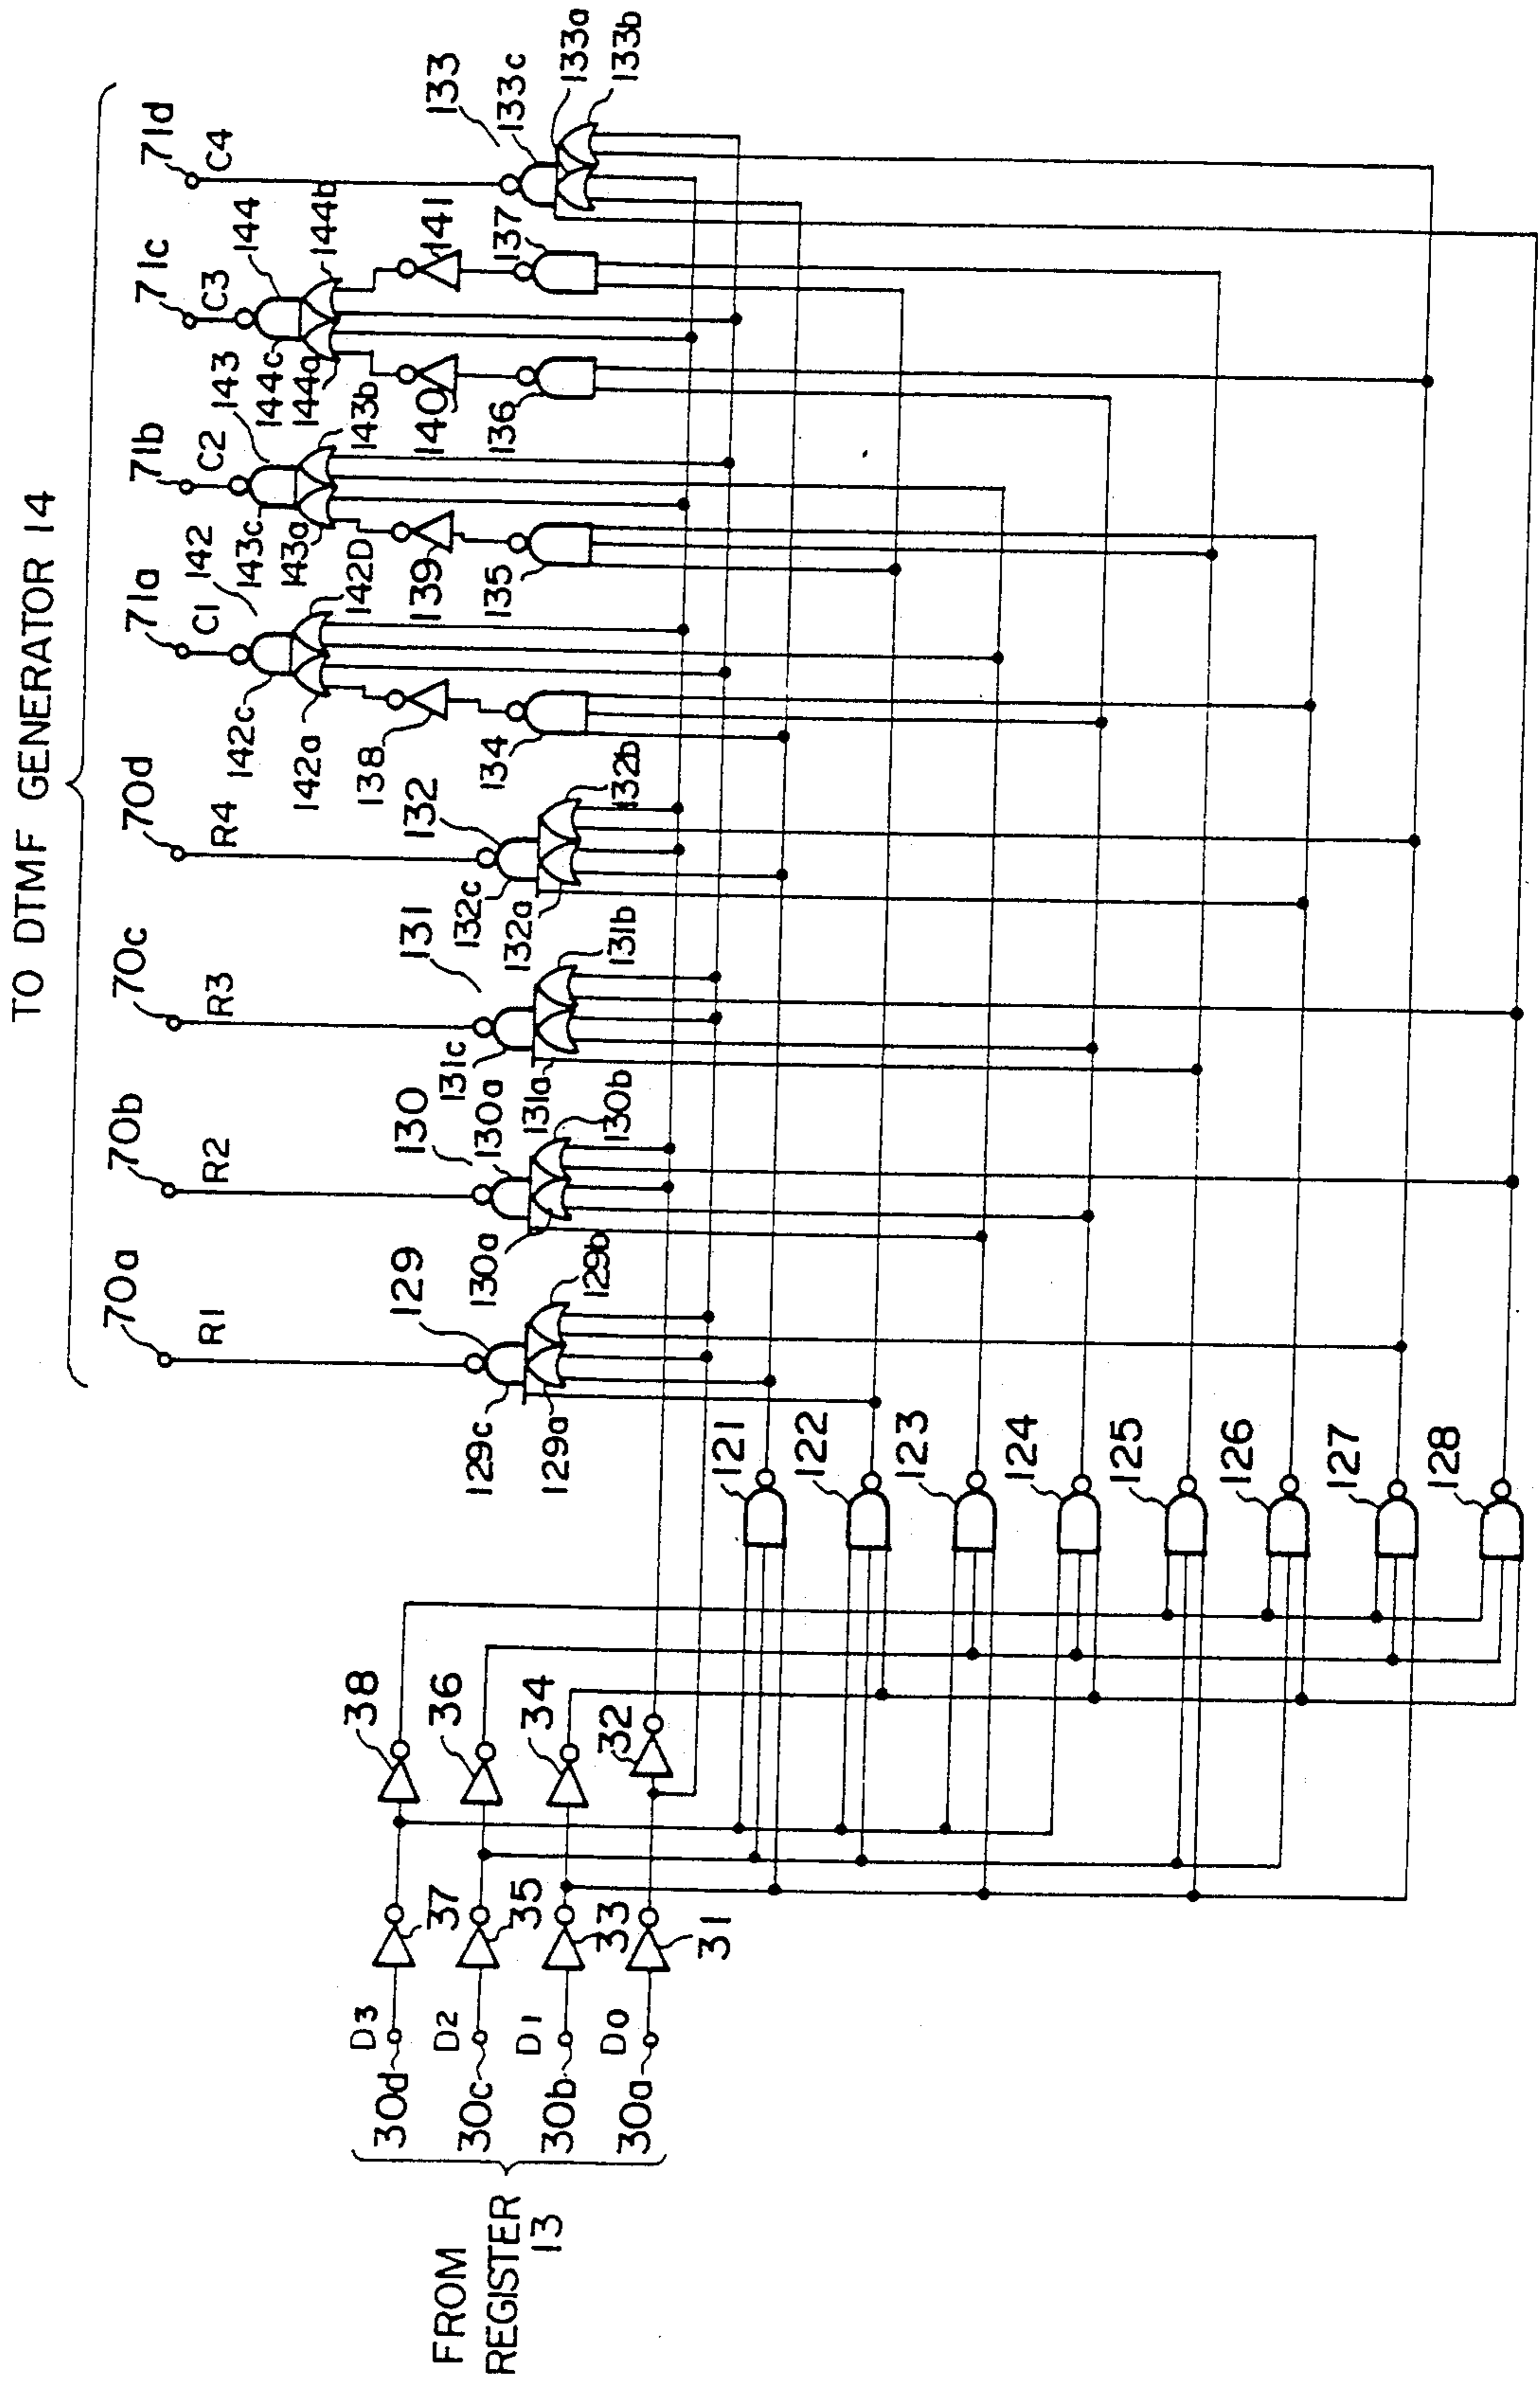 TO DTMF GENERATOR 14
70a
70b
70c
70d
71a
71b
71c
71d
R1
R2
R3
R4
C1
C2
C3
C4
129
129c
129a
129b
130
130a
130a
130b
131
131c
131a
131b
132
132c
132a
132b
142
142c
142a
142D
138
134
143
143c
143a
143b
139
135
144
144c
144a
144b
140
136
141
137
133
133c
133a
133b
121
122
123
124
125
126
127
128
38
36
34
32
37
35
33
31
D3
D2
D1
D0
30d
30c
30b
30a
FROM
REGISTER
13